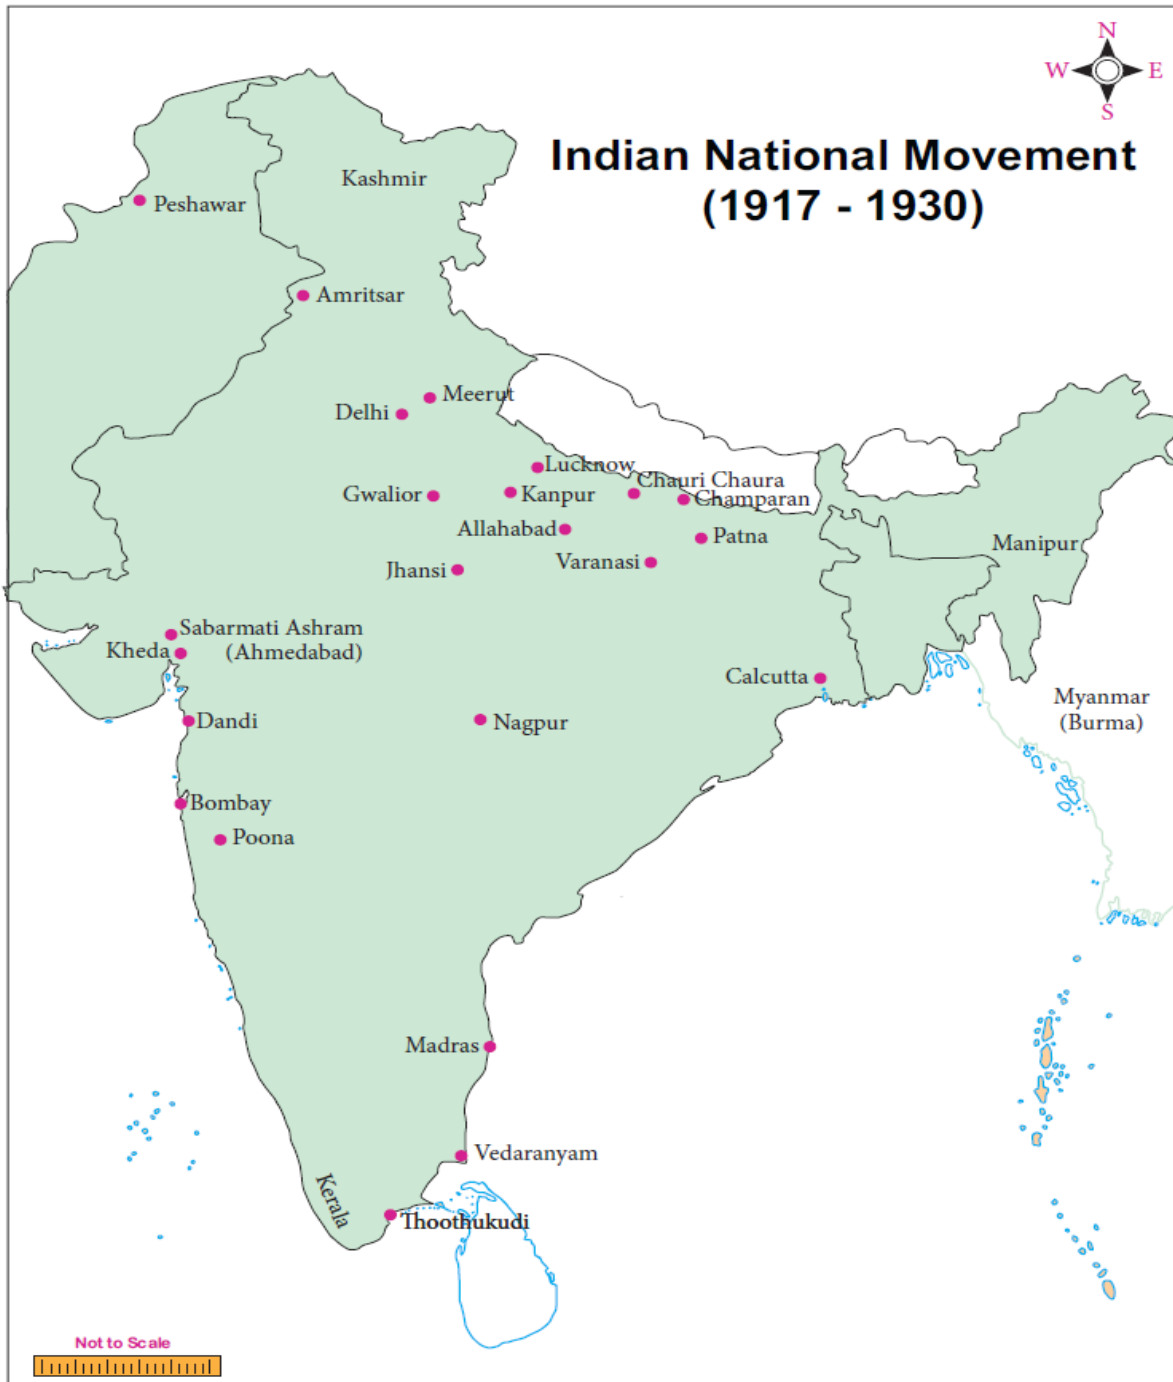 N
W E
S
Indian National Movement
(1917 - 1930)
Kashmir
Peshawar
Amritsar
Meerut
Delhi
Lucknow
Chauri Chaura
Gwalior
Kanpur
Champaran
Allahabad
Patna
Manipur
Jhansi
Varanasi
Sabarmati Ashram
(Ahmedabad)
Kheda
Calcutta
Myanmar
(Burma)
Dandi
Nagpur
Bombay
Poona
Madras
Vedaranyam
Kerala
Thoothukudi
Not to Scale